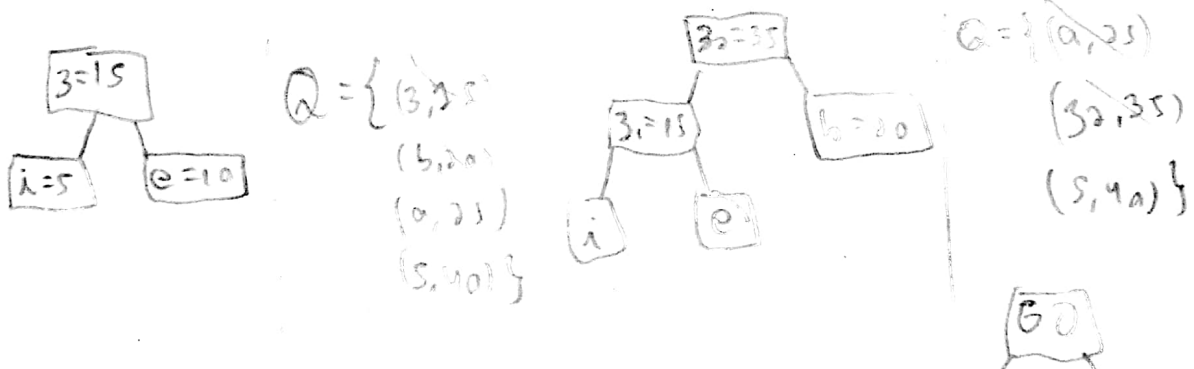 3=15
i=5
e=10
Q={(3,15
(b,20
(a,25)
(5,40)}
32=35
31=15
b=20
i
e
Q={(a,25)
(32,35)
(5,40)}
60